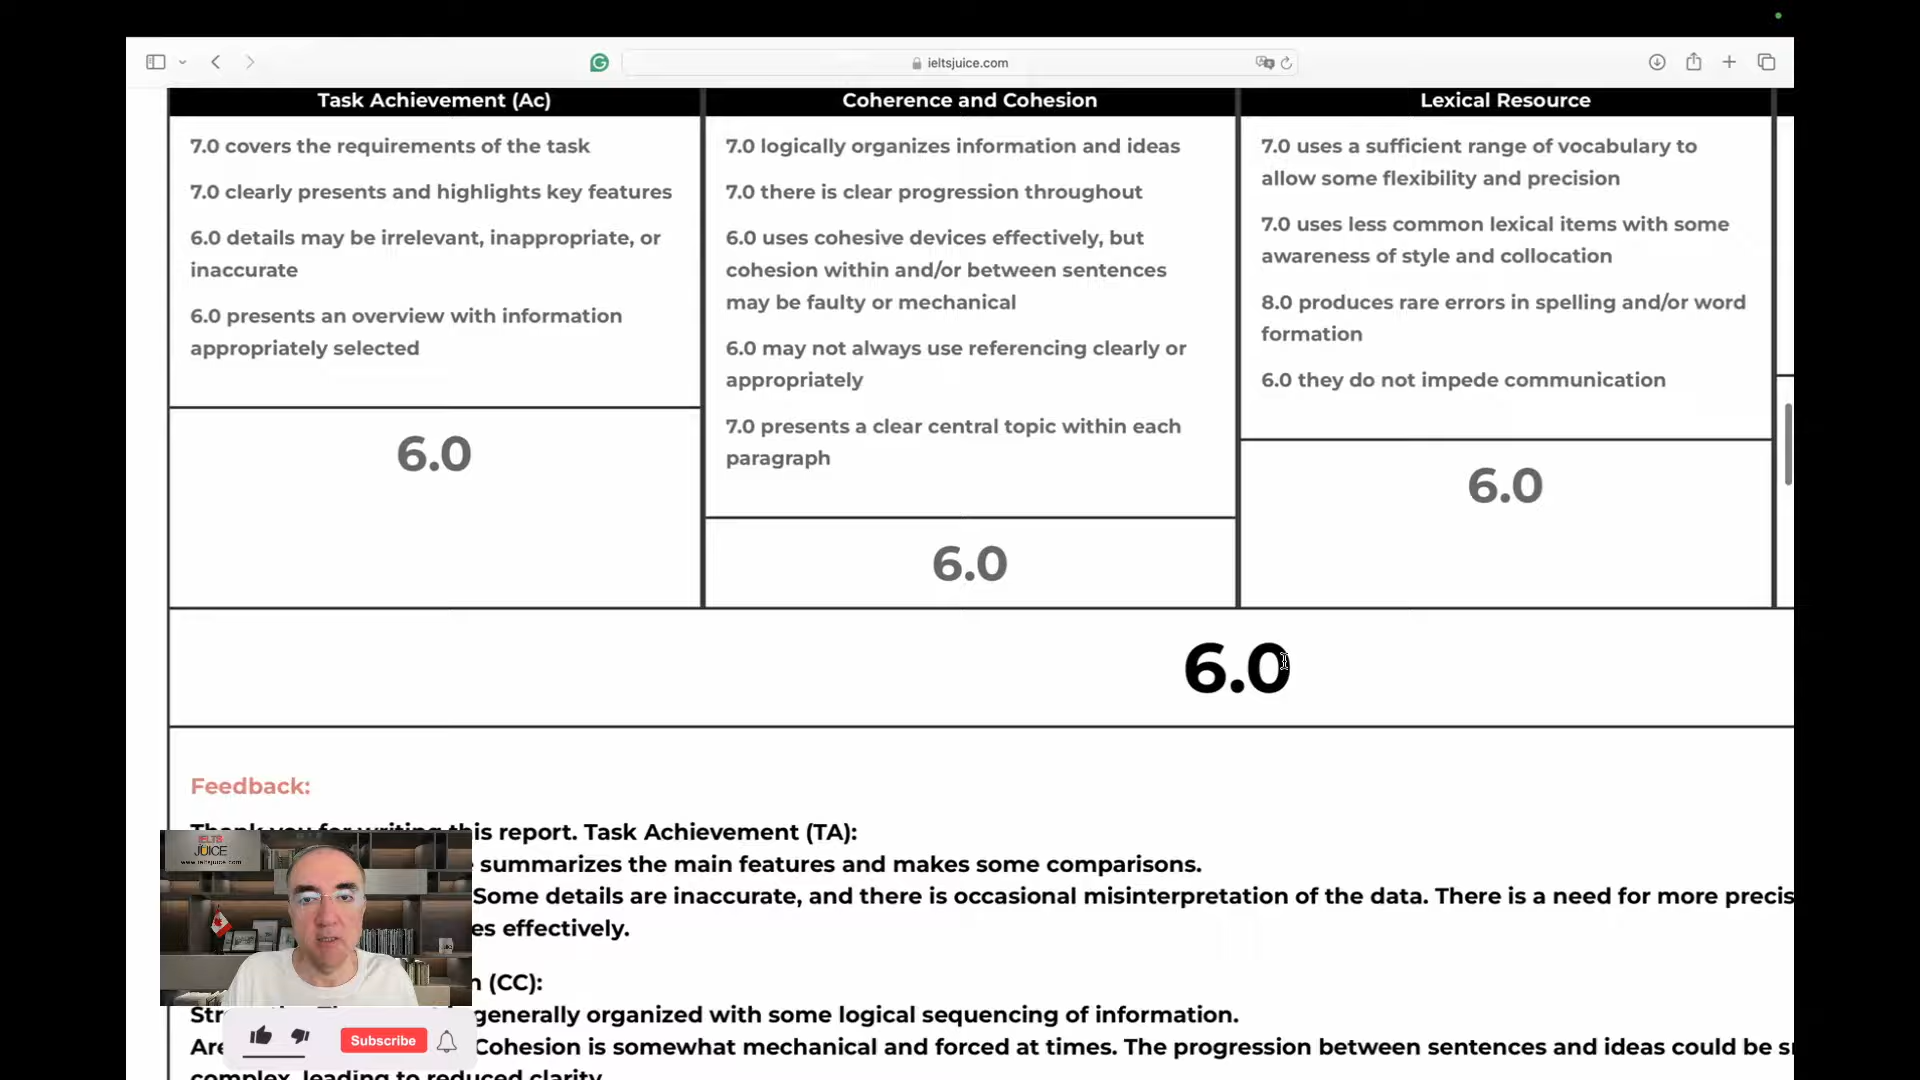 ieltsjuice.com
Task Achievement (Ac)
7.0 covers the requirements of the task
7.0 clearly presents and highlights key features
6.0 details may be irrelevant, inappropriate, or
inaccurate
6.0 presents an overview with information
appropriately selected
6.0
Coherence and Cohesion
7.0 logically organizes information and ideas
7.0 there is clear progression throughout
6.0 uses cohesive devices effectively, but
cohesion within and/or between sentences
may be faulty or mechanical
6.0 may not always use referencing clearly or
appropriately
7.0 presents a clear central topic within each
paragraph
6.0
Lexical Resource
7.0 uses a sufficient range of vocabulary to
allow some flexibility and precision
7.0 uses less common lexical items with some
awareness of style and collocation
8.0 produces rare errors in spelling and/or word
formation
6.0 they do not impede communication
6.0
6.0
Feedback:
Thank you for writing this report. Task Achievement (TA):
summarizes the main features and makes some comparisons.
Some details are inaccurate, and there is occasional misinterpretation of the data. There is a need for more precis
es effectively.
(CC):
generally organized with some logical sequencing of information.
Cohesion is somewhat mechanical and forced at times. The progression between sentences and ideas could be
complex, leading to reduced clarity.
IELTS
JUICE
www.ieltsjuice.com
Subscribe